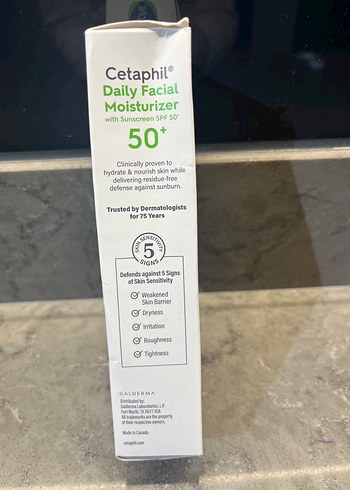 Cetaphil®
Daily Facial
Moisturizer
with Sunscreen SPF 50+
50+
Clinically proven to
hydrate & nourish skin while
delivering residue-free
defense against sunburn.
Trusted by Dermatologists
for 75 Years
SKIN SENSITIVITY
5
SIGNS
Defends against 5 Signs
of Skin Sensitivity
Weakened
Skin Barrier
Dryness
Irritation
Roughness
Tightness
GALDERMA
Distributed by:
Galderma Laboratories, L.P.
Fort Worth, TX 76177 USA
All trademarks are the property
of their respective owners
Made in Canada
cetaphil.com